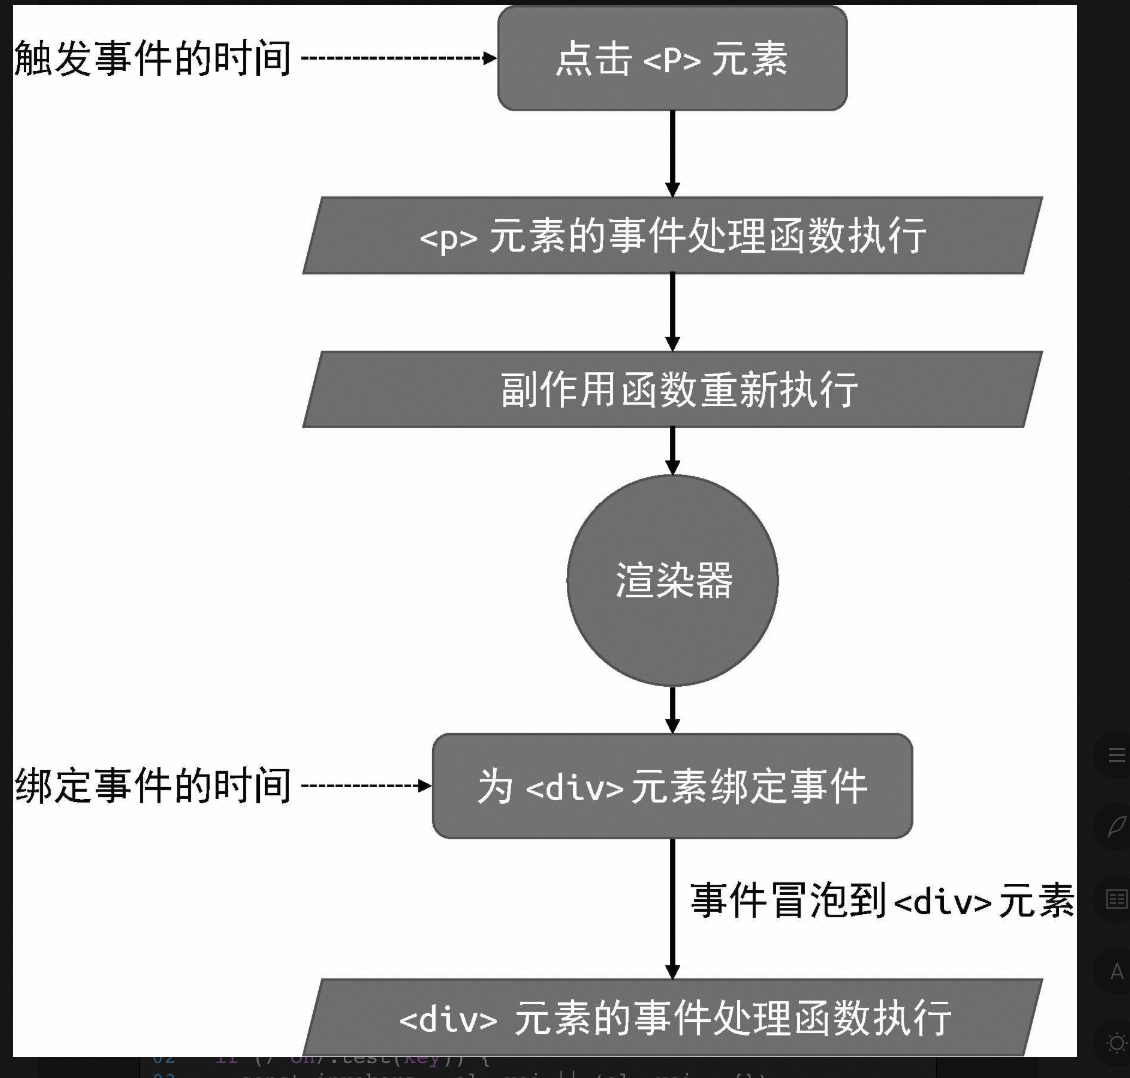 触发事件的时间
点击 <P> 元素
<p> 元素的事件处理函数执行
副作用函数重新执行
渲染器
绑定事件的时间
为 <div> 元素绑定事件
事件冒泡到 <div> 元素
<div> 元素的事件处理函数执行
A